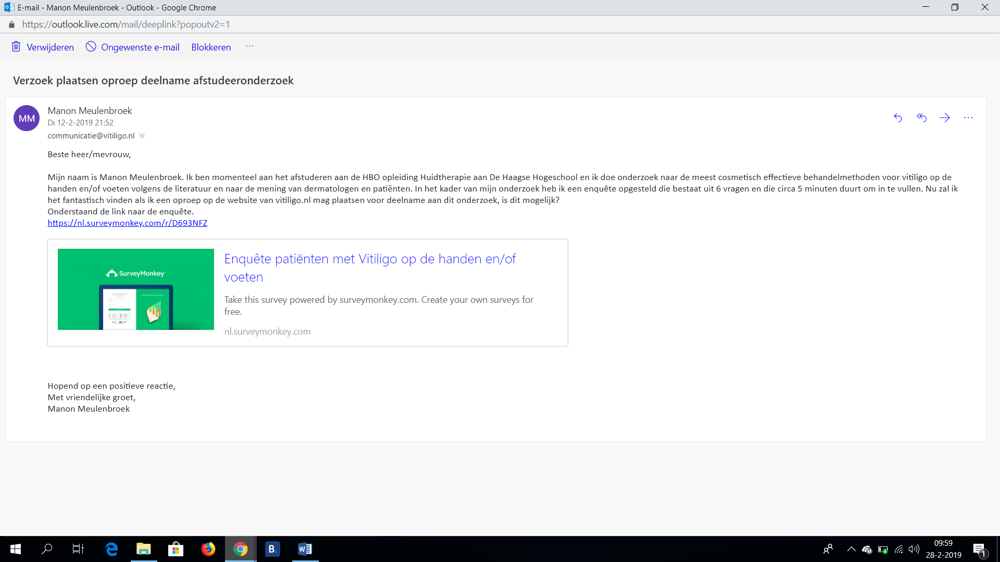 E-mail - Manon Meulenbroek - Outlook - Google Chrome
https://outlook.live.com/mail/deeplink?popoutv2=1
Verwijderen Ongewenste e-mail Blokkeren ...
Verzoek plaatsen oproep deelname afstudeeronderzoek
MM
Manon Meulenbroek
Di 12-2-2019 21:52
communicatie@vitiligo.nl
Beste heer/mevrouw,
Mijn naam is Manon Meulenbroek. Ik ben momenteel aan het afstuderen aan de HBO opleiding Huidtherapie aan De Haagse Hogeschool en ik doe onderzoek naar de meest cosmetisch effectieve behandelmethoden voor vitiligo op de
handen en/of voeten volgens de literatuur en naar de mening van dermatologen en patiënten. In het kader van mijn onderzoek heb ik een enquête opgesteld die bestaat uit 6 vragen en die circa 5 minuten duurt om in te vullen. Nu zal ik
het fantastisch vinden als ik een oproep op de website van vitiligo.nl mag plaatsen voor deelname aan dit onderzoek, is dit mogelijk?
Onderstaand de link naar de enquête.
https://nl.surveymonkey.com/r/D693NFZ
SurveyMonkey
Enquête patiënten met Vitiligo op de handen en/of
voeten
Take this survey powered by surveymonkey.com. Create your own surveys for
free.
nl.surveymonkey.com
Hopend op een positieve reactie,
Met vriendelijke groet,
Manon Meulenbroek
B.
09:59
28-2-2019
1